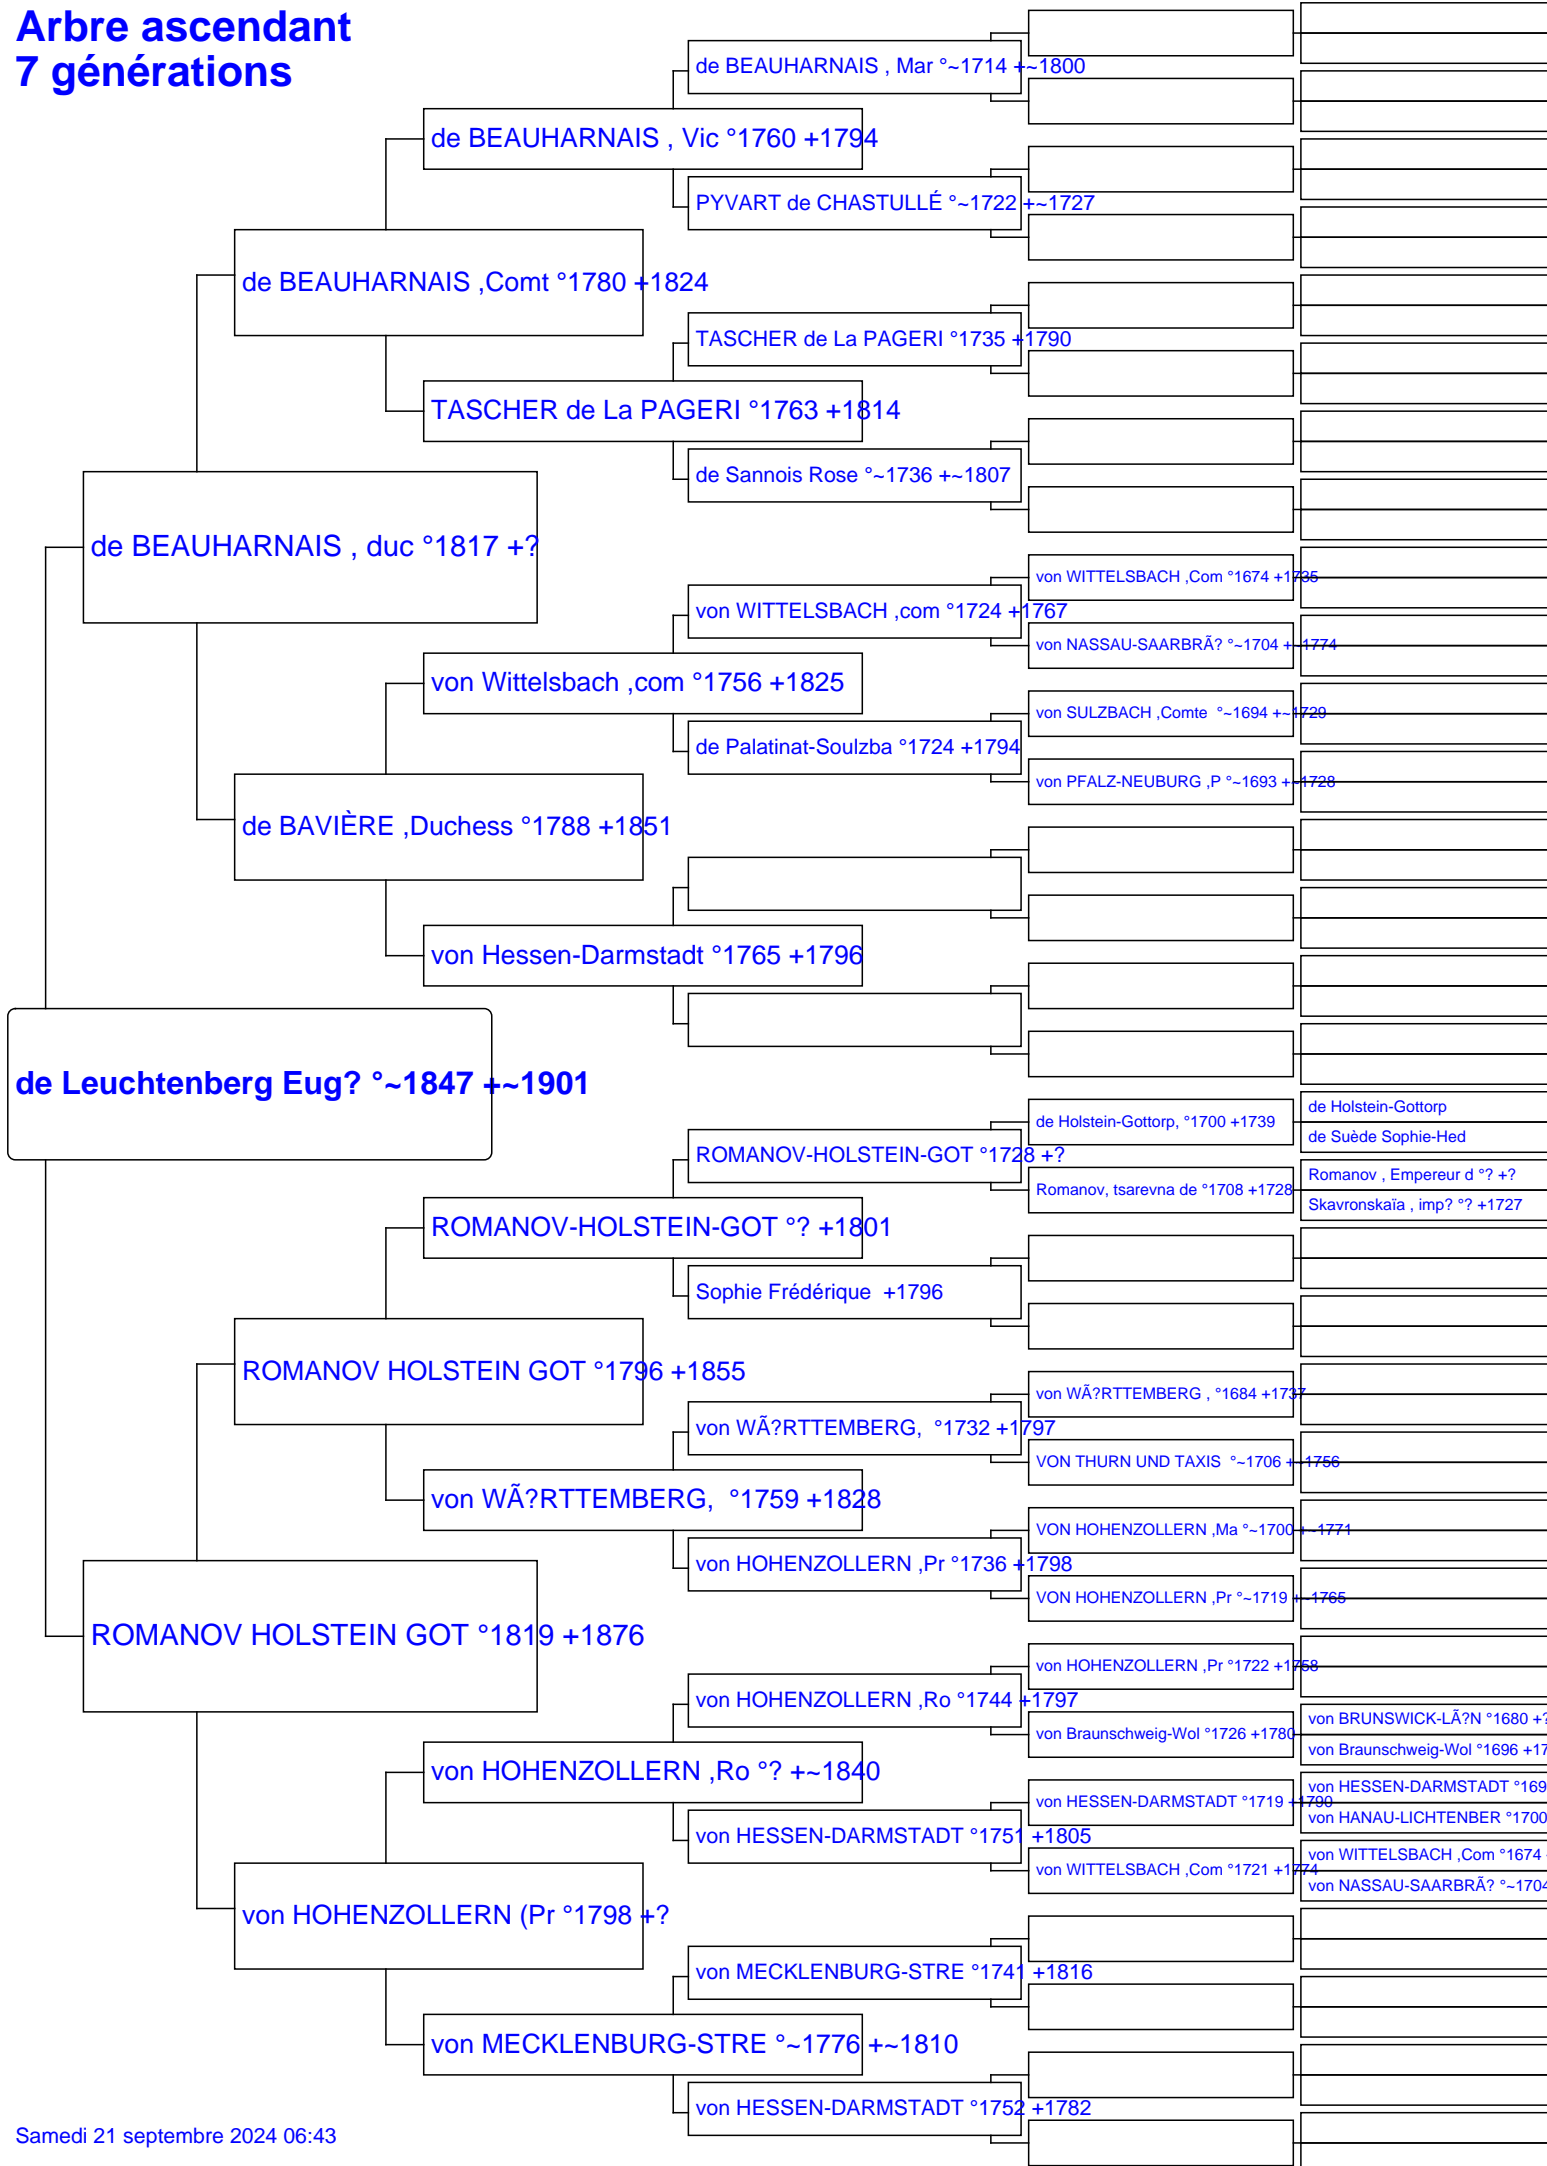 Arbre ascendant
7 générations
de BEAUHARNAIS , Mar °~1714 +~1800
de BEAUHARNAIS , Vic °1760 +1794
PYVART de CHASTULLÉ °~1722 +~1727
de BEAUHARNAIS ,Comt °1780 +1824
TASCHER de La PAGERI °1735 +1790
TASCHER de La PAGERI °1763 +1814
de Sannois Rose °~1736 +~1807
de BEAUHARNAIS , duc °1817 +?
von WITTELSBACH ,Com °1674 +1735
von WITTELSBACH ,com °1724 +1767
von NASSAU-SAARBRÃ? °~1704 +~1774
von Wittelsbach ,com °1756 +1825
von SULZBACH ,Comte °~1694 +~1729
de Palatinat-Soulzba °1724 +1794
von PFALZ-NEUBURG ,P °~1693 +~1728
de BAVIÈRE ,Duchess °1788 +1851
von Hessen-Darmstadt °1765 +1796
de Leuchtenberg Eug? °~1847 +~1901
de Holstein-Gottorp
de Holstein-Gottorp, °1700 +1739
de Suède Sophie-Hed
ROMANOV-HOLSTEIN-GOT °1728 +?
Romanov , Empereur d °? +?
Romanov, tsarevna de °1708 +1728
Skavronskaïa , imp? °? +1727
ROMANOV-HOLSTEIN-GOT °? +1801
Sophie Frédérique +1796
ROMANOV HOLSTEIN GOT °1796 +1855
von WÃ?RTTEMBERG , °1684 +1737
von WÃ?RTTEMBERG, °1732 +1797
VON THURN UND TAXIS °~1706 +~1756
von WÃ?RTTEMBERG, °1759 +1828
VON HOHENZOLLERN ,Ma °~1700 +~1771
von HOHENZOLLERN ,Pr °1736 +1798
VON HOHENZOLLERN ,Pr °~1719 +~1765
ROMANOV HOLSTEIN GOT °1819 +1876
von HOHENZOLLERN ,Pr °1722 +1758
von HOHENZOLLERN ,Ro °1744 +1797
von BRUNSWICK-LÃ?N °1680 +?
von Braunschweig-Wol °1726 +1780
von Braunschweig-Wol °1696 +17
von HOHENZOLLERN ,Ro °? +~1840
von HESSEN-DARMSTADT °169
von HESSEN-DARMSTADT °1719 +1790
von HANAU-LICHTENBER °1700
von HESSEN-DARMSTADT °1751 +1805
von WITTELSBACH ,Com °1674
von WITTELSBACH ,Com °1721 +1774
von NASSAU-SAARBRÃ? °~1704
von HOHENZOLLERN (Pr °1798 +?
von MECKLENBURG-STRE °1741 +1816
von MECKLENBURG-STRE °~1776 +~1810
von HESSEN-DARMSTADT °1752 +1782
Samedi 21 septembre 2024 06:43